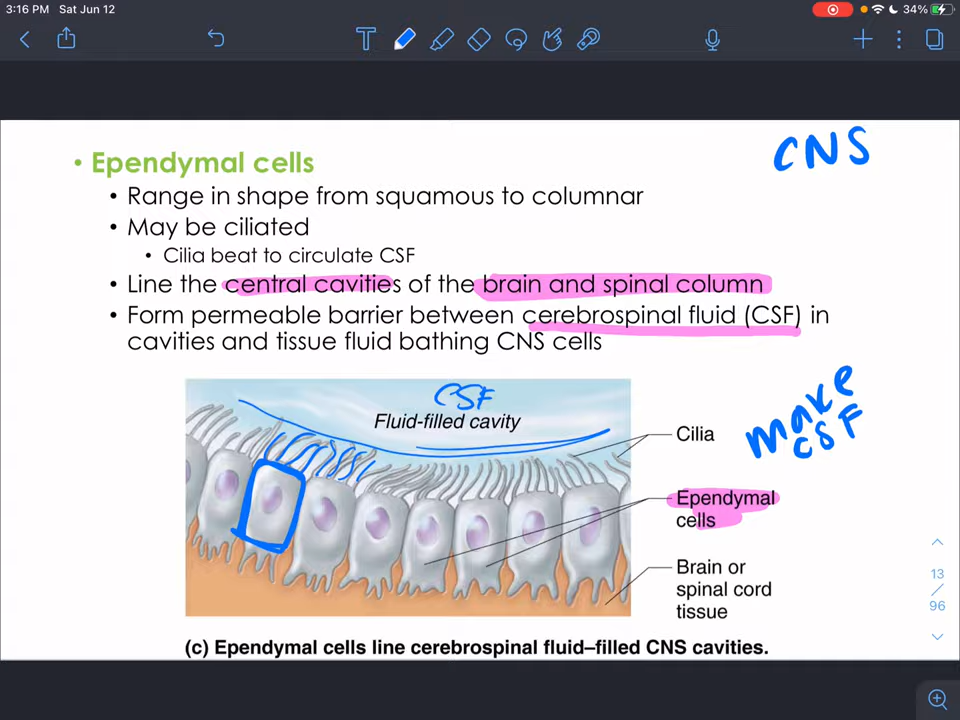 3:16 PM Sat Jun 12
34%
T
CNS
• Ependymal cells
• Range in shape from squamous to columnar
• May be ciliated
• Cilia beat to circulate CSF
• Line the central cavities of the brain and spinal column
• Form permeable barrier between cerebrospinal fluid (CSF) in
cavities and tissue fluid bathing CNS cells
CSF
Fluid-filled cavity
Cilia
make
CSF
Ependymal
cells
Brain or
spinal cord
tissue
13
/
96
(c) Ependymal cells line cerebrospinal fluid–filled CNS cavities.